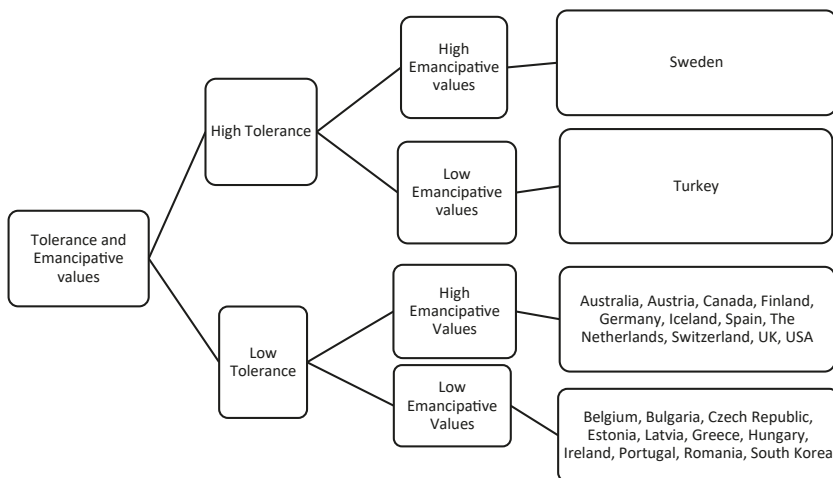 Tolerance and
Emancipative
values
High Tolerance
High
Emancipative
values
Sweden
Low
Emancipative
values
Turkey
Low
Tolerance
High
Emancipative
Values
Australia, Austria, Canada, Finland,
Germany, Iceland, Spain, The
Netherlands, Switzerland, UK, USA
Low
Emancipative
Values
Belgium, Bulgaria, Czech Republic,
Estonia, Latvia, Greece, Hungary,
Ireland, Portugal, Romania, South Korea